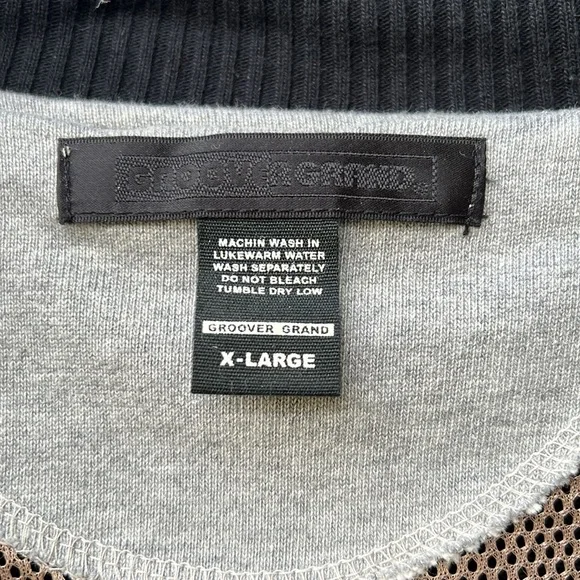 GROOVER GRAND
MACHIN WASH IN
LUKEWARM WATER
WASH SEPARATELY
DO NOT BLEACH
TUMBLE DRY LOW
GROOVER GRAND
X-LARGE